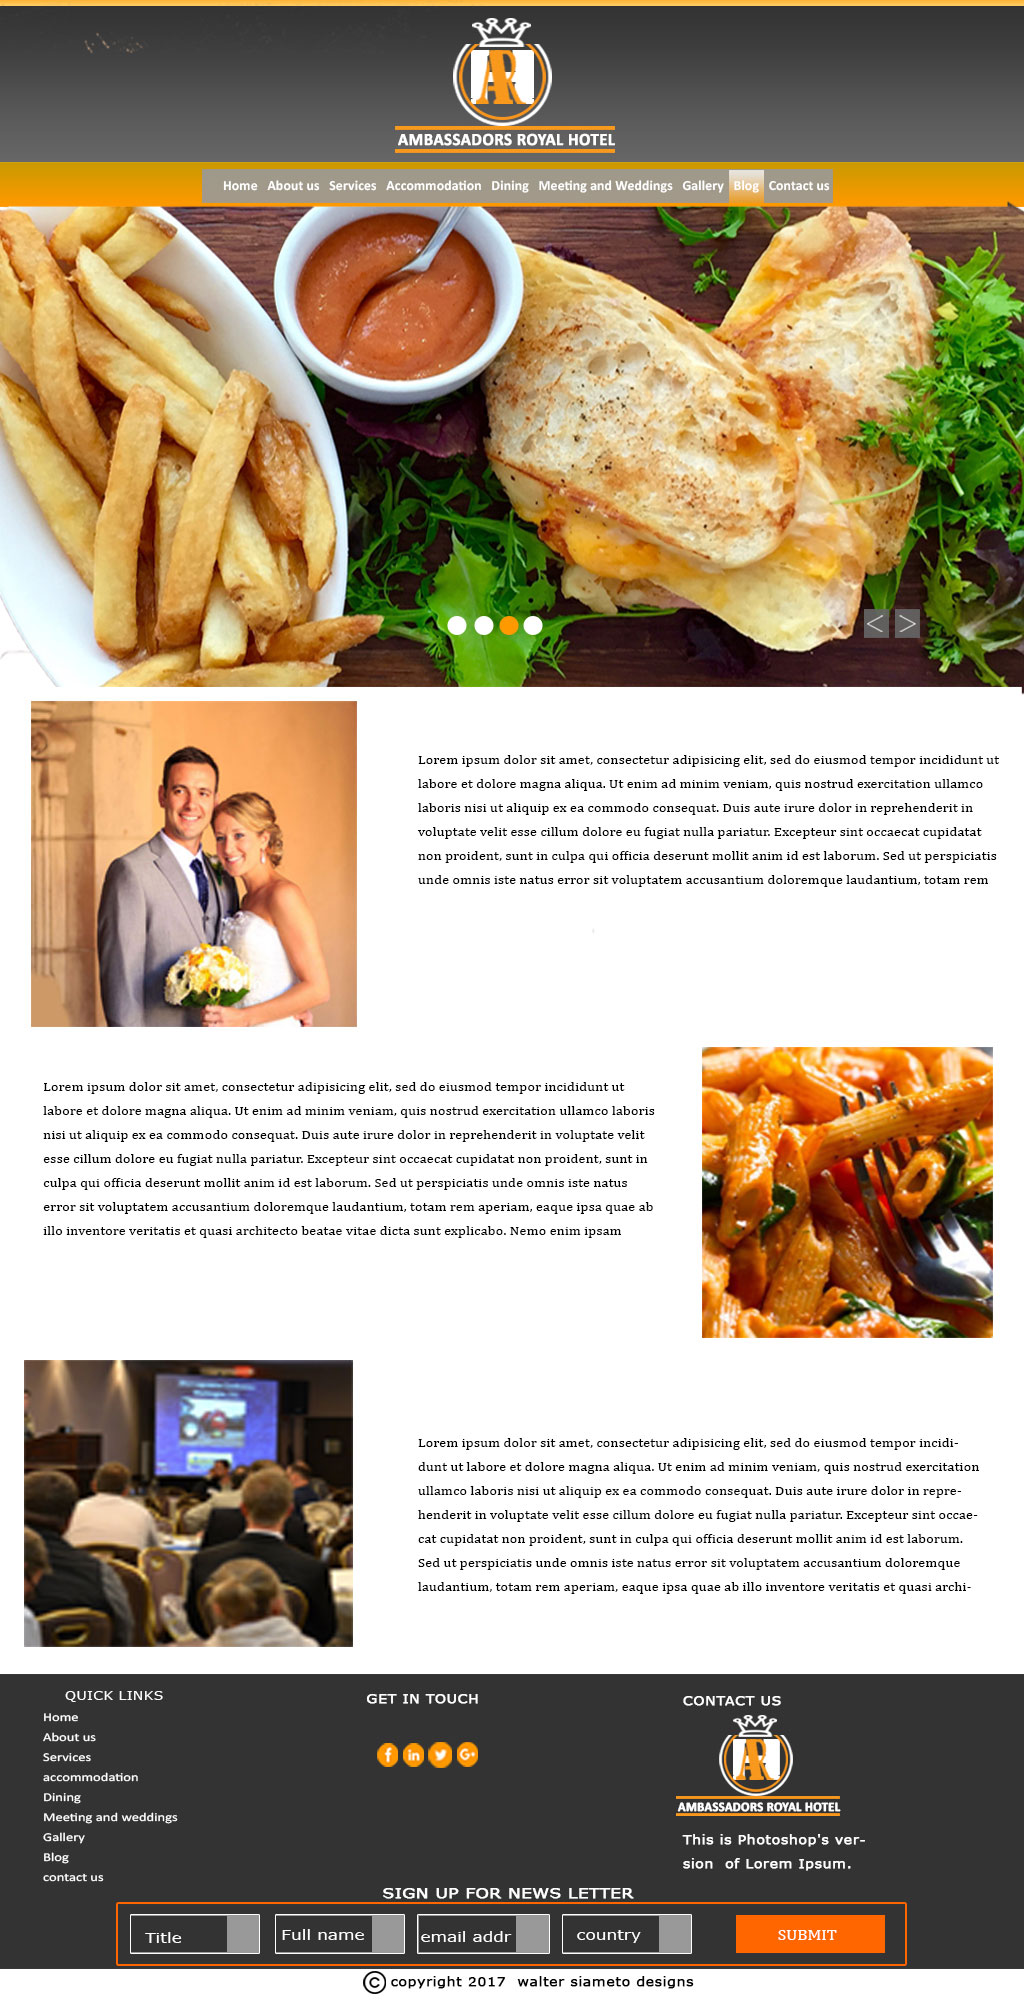 AR
AMBASSADORS ROYAL HOTEL
Home About us Services Accommodation Dining Meeting and Weddings Gallery Blog Contact us
< >
Lorem ipsum dolor sit amet, consectetur adipisicing elit, sed do eiusmod tempor incididunt ut
labore et dolore magna aliqua. Ut enim ad minim veniam, quis nostrud exercitation ullamco
laboris nisi ut aliquip ex ea commodo consequat. Duis aute irure dolor in reprehenderit in
voluptate velit esse cillum dolore eu fugiat nulla pariatur. Excepteur sint occaecat cupidatat
non proident, sunt in culpa qui officia deserunt mollit anim id est laborum. Sed ut perspiciatis
unde omnis iste natus error sit voluptatem accusantium doloremque laudantium, totam rem
Lorem ipsum dolor sit amet, consectetur adipisicing elit, sed do eiusmod tempor incididunt ut
labore et dolore magna aliqua. Ut enim ad minim veniam, quis nostrud exercitation ullamco laboris
nisi ut aliquip ex ea commodo consequat. Duis aute irure dolor in reprehenderit in voluptate velit
esse cillum dolore eu fugiat nulla pariatur. Excepteur sint occaecat cupidatat non proident, sunt in
culpa qui officia deserunt mollit anim id est laborum. Sed ut perspiciatis unde omnis iste natus
error sit voluptatem accusantium doloremque laudantium, totam rem aperiam, eaque ipsa quae ab
illo inventore veritatis et quasi architecto beatae vitae dicta sunt explicabo. Nemo enim ipsam
Lorem ipsum dolor sit amet, consectetur adipisicing elit, sed do eiusmod tempor incidi-
dunt ut labore et dolore magna aliqua. Ut enim ad minim veniam, quis nostrud exercitation
ullamco laboris nisi ut aliquip ex ea commodo consequat. Duis aute irure dolor in repre-
henderit in voluptate velit esse cillum dolore eu fugiat nulla pariatur. Excepteur sint occae-
cat cupidatat non proident, sunt in culpa qui officia deserunt mollit anim id est laborum.
Sed ut perspiciatis unde omnis iste natus error sit voluptatem accusantium doloremque
laudantium, totam rem aperiam, eaque ipsa quae ab illo inventore veritatis et quasi archi-
QUICK LINKS
Home
About us
Services
accommodation
Dining
Meeting and weddings
Gallery
Blog
contact us
GET IN TOUCH
f in G+
CONTACT US
AR
AMBASSADORS ROYAL HOTEL
This is Photoshop's ver-
sion of Lorem Ipsum.
SIGN UP FOR NEWS LETTER
Title Full name email addr country SUBMIT
© copyright 2017 walter siameto designs